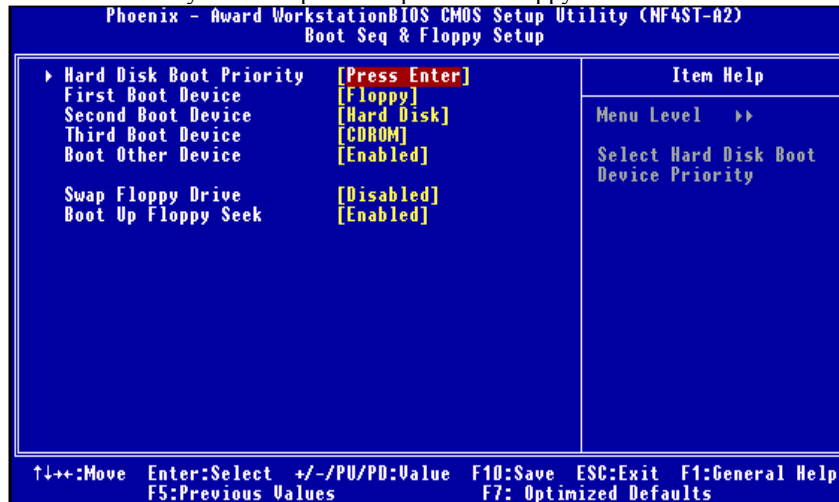 Phoenix - Award WorkstationBIOS CMOS Setup Utility (NF4ST-A2)
Boot Seq & Floppy Setup
▸ Hard Disk Boot Priority [Press Enter]
First Boot Device [Floppy]
Second Boot Device [Hard Disk]
Third Boot Device [CDROM]
Boot Other Device [Enabled]
Swap Floppy Drive [Disabled]
Boot Up Floppy Seek [Enabled]
Item Help
Menu Level ▸▸
Select Hard Disk Boot
Device Priority
↑↓→←:Move Enter:Select +/-/PU/PD:Value F10:Save ESC:Exit F1:General Help
F5:Previous Values F7: Optimized Defaults